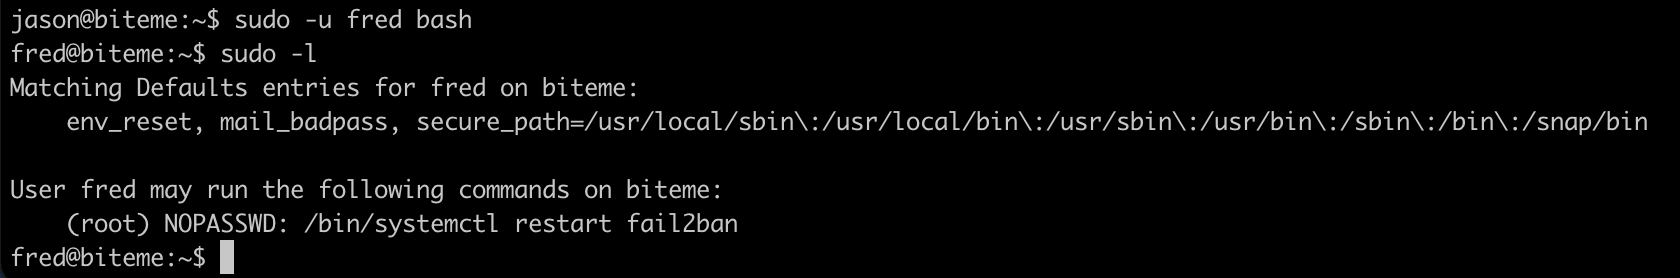 jason@biteme:~$ sudo -u fred bash
fred@biteme:~$ sudo -l
Matching Defaults entries for fred on biteme:
    env_reset, mail_badpass, secure_path=/usr/local/sbin\:/usr/local/bin\:/usr/sbin\:/usr/bin\:/sbin\:/bin\:/snap/bin

User fred may run the following commands on biteme:
    (root) NOPASSWD: /bin/systemctl restart fail2ban
fred@biteme:~$